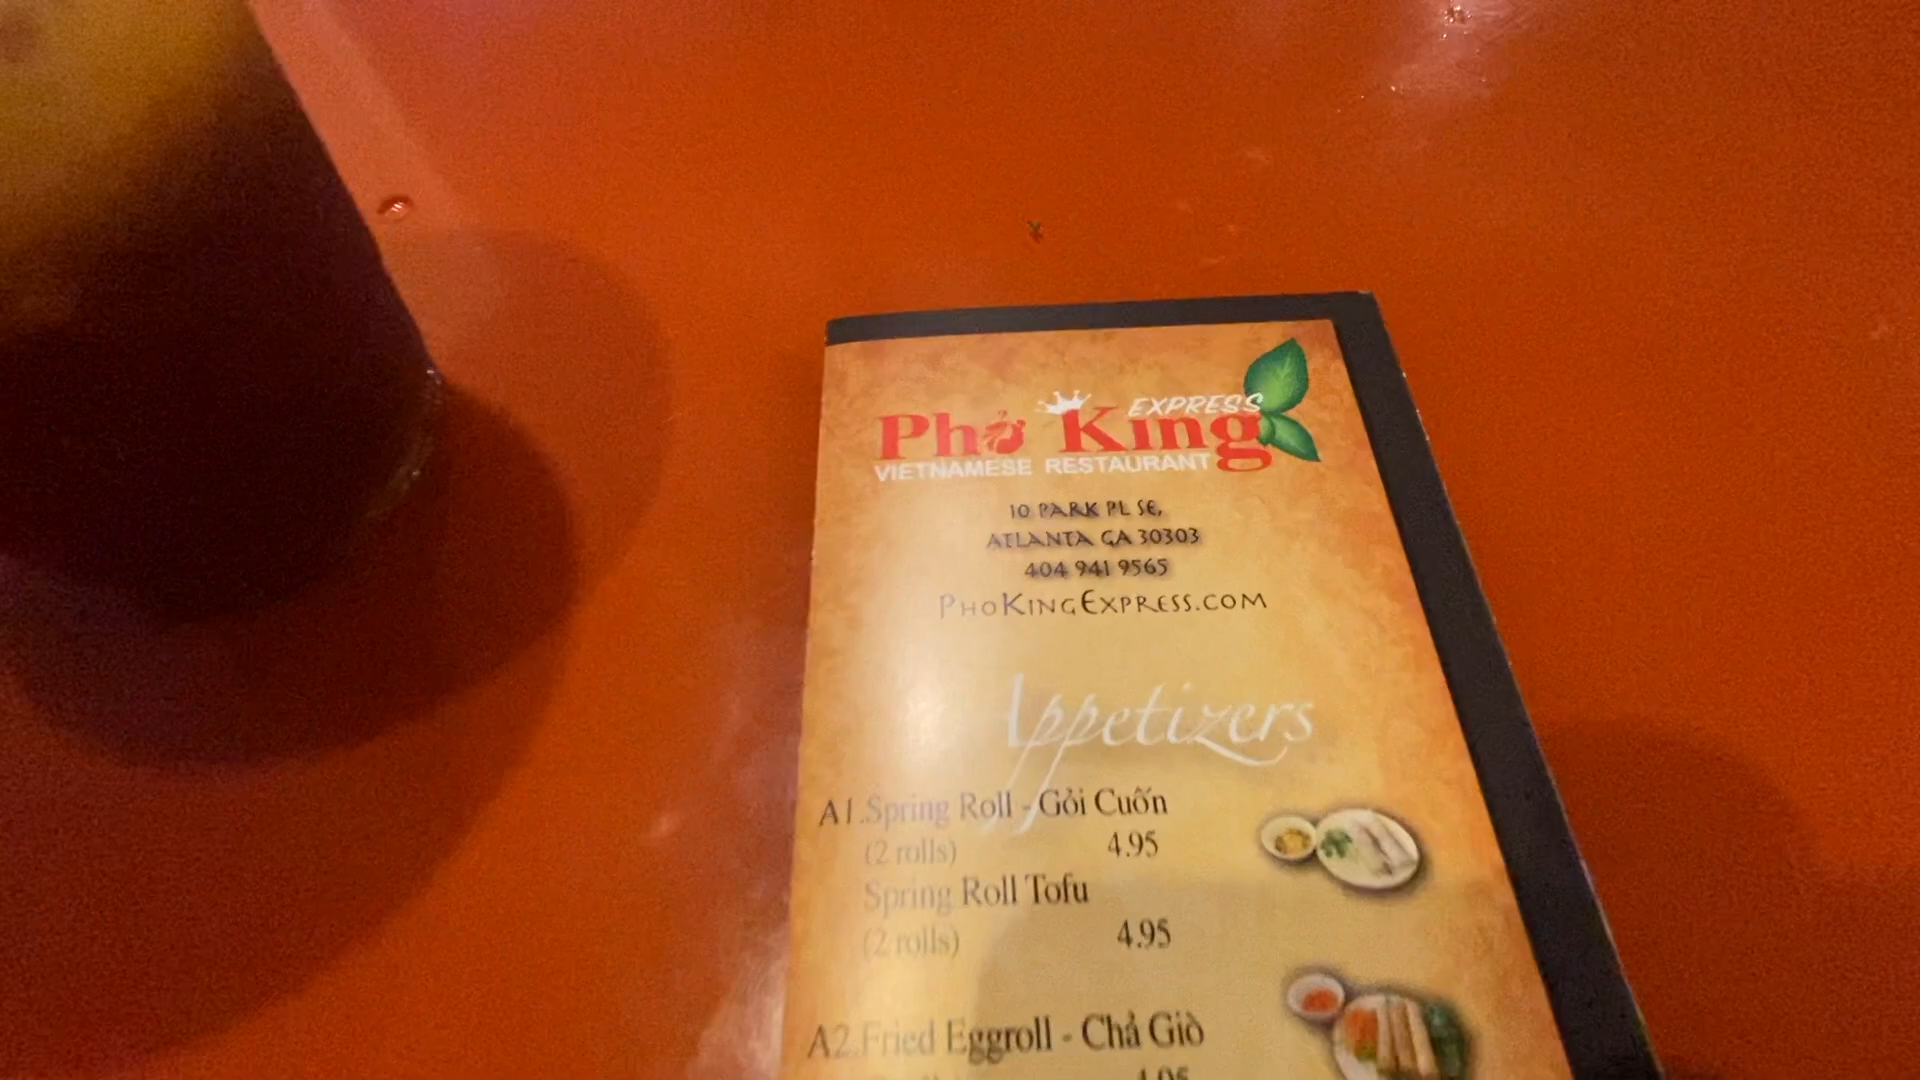 Phở King EXPRESS
VIETNAMESE RESTAURANT
10 PARK PL SE,
ATLANTA GA 30303
404 941 9565
PHOKINGEXPRESS.COM
Appetizers
A1.Spring Roll - Gỏi Cuốn
(2 rolls) 4.95
Spring Roll Tofu
(2 rolls) 4.95
A2.Fried Eggroll - Chả Giò